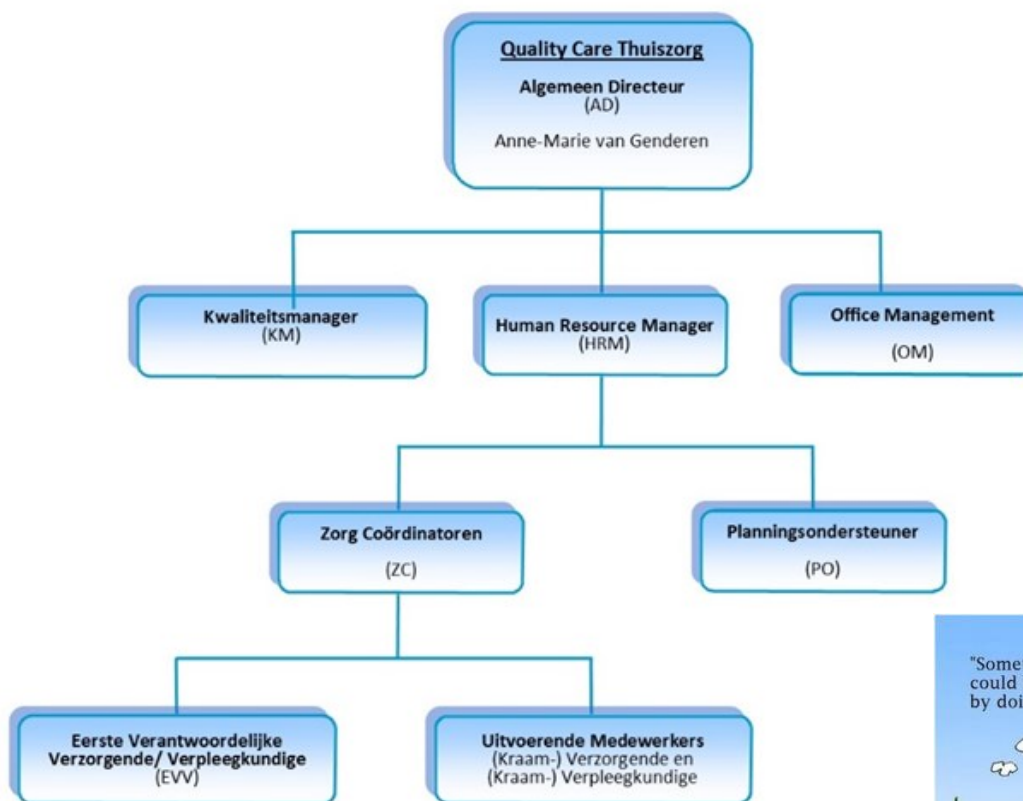 Quality Care Thuiszorg
Algemeen Directeur
(AD)
Anne-Marie van Genderen
Kwaliteitsmanager
(KM)
Human Resource Manager
(HRM)
Office Management
(OM)
Zorg Coördinatoren
(ZC)
Planningsondersteuner
(PO)
Eerste Verantwoordelijke
Verzorgende/ Verpleegkundige
(EVV)
Uitvoerende Medewerkers
(Kraam-) Verzorgende en
(Kraam-) Verpleegkundige
"Some
could
by doi